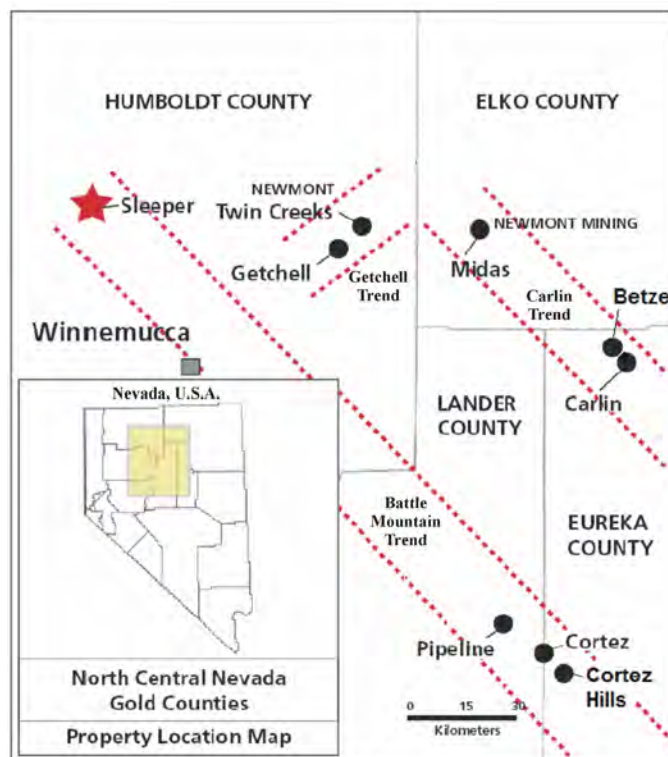 HUMBOLDT COUNTY
ELKO COUNTY
Sleeper
NEWMONT
Twin Creeks
Getchell
Getchell
Trend
NEWMONT MINING
Midas
Carlin
Trend
Betze
Carlin
Winnemucca
Nevada, U.S.A.
LANDER
COUNTY
Battle
Mountain
Trend
EUREKA
COUNTY
Pipeline
Cortez
Cortez
Hills
0 15 30
Kilometers
North Central Nevada
Gold Counties
Property Location Map